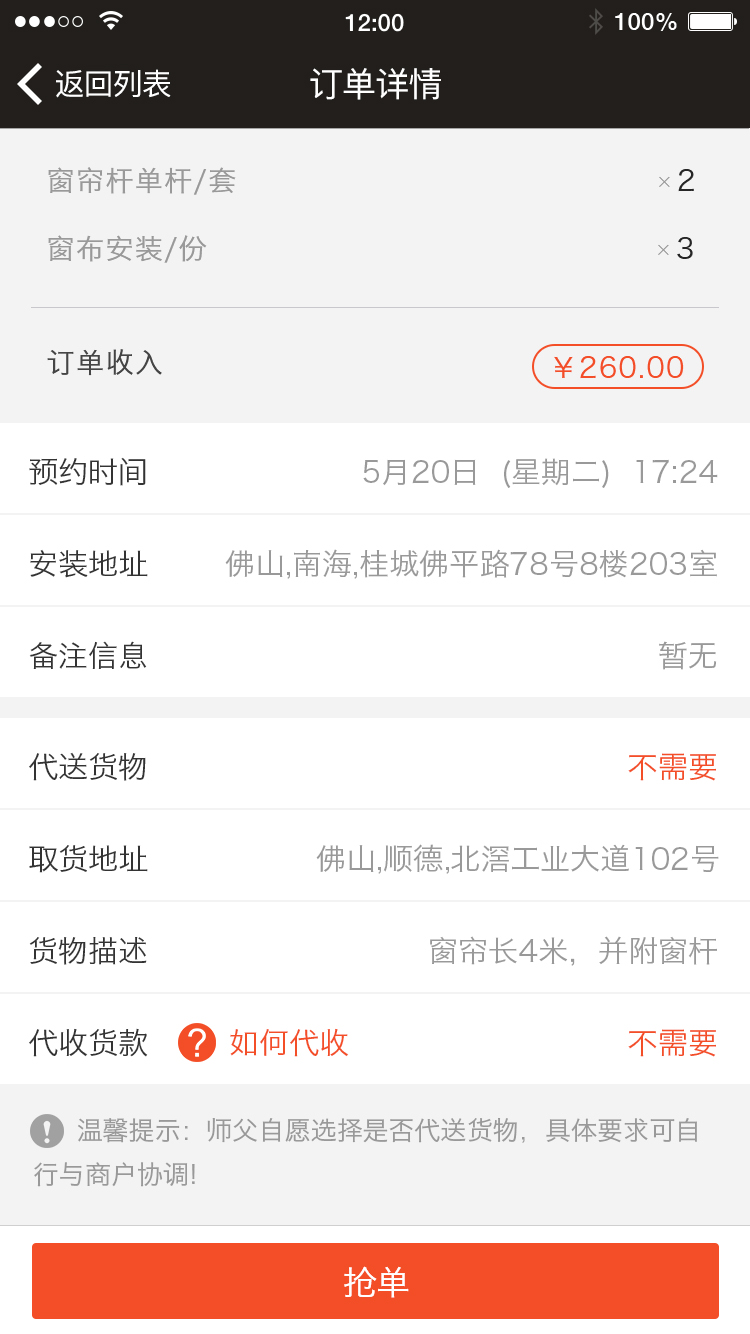 12:00
100%
返回列表
订单详情
窗帘杆单杆/套 ×2
窗布安装/份 ×3
订单收入 ¥260.00
预约时间 5月20日 (星期二) 17:24
安装地址 佛山,南海,桂城佛平路78号8楼203室
备注信息 暂无
代送货物 不需要
取货地址 佛山,顺德,北滘工业大道102号
货物描述 窗帘长4米，并附窗杆
代收货款 ? 如何代收 不需要
! 温馨提示：师父自愿选择是否代送货物，具体要求可自
行与商户协调!
抢单